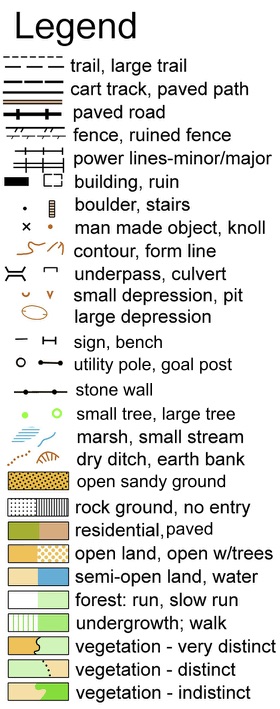 Legend
trail, large trail
cart track, paved path
paved road
fence, ruined fence
power lines-minor/major
building, ruin
boulder, stairs
man made object, knoll
contour, form line
underpass, culvert
small depression, pit
large depression
sign, bench
utility pole, goal post
stone wall
small tree, large tree
marsh, small stream
dry ditch, earth bank
open sandy ground
rock ground, no entry
residential, paved
open land, open w/trees
semi-open land, water
forest: run, slow run
undergrowth; walk
vegetation - very distinct
vegetation - distinct
vegetation - indistinct